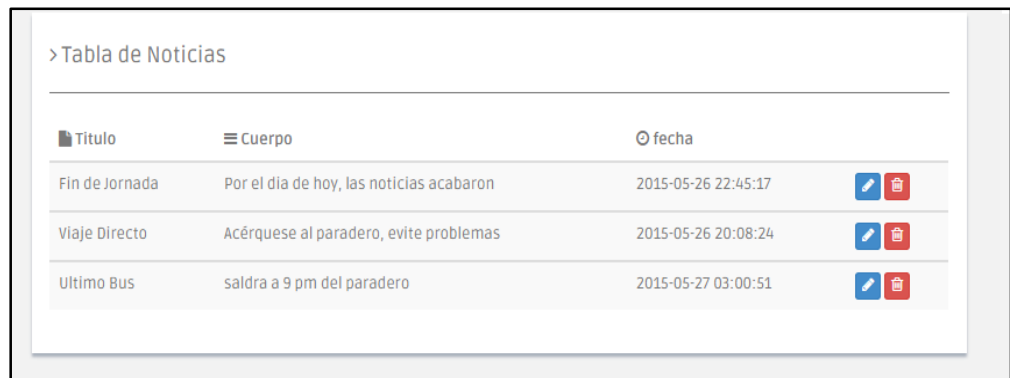 > Tabla de Noticias
Titulo Cuerpo fecha
Fin de Jornada Por el dia de hoy, las noticias acabaron 2015-05-26 22:45:17
Viaje Directo Acérquese al paradero, evite problemas 2015-05-26 20:08:24
Ultimo Bus saldra a 9 pm del paradero 2015-05-27 03:00:51